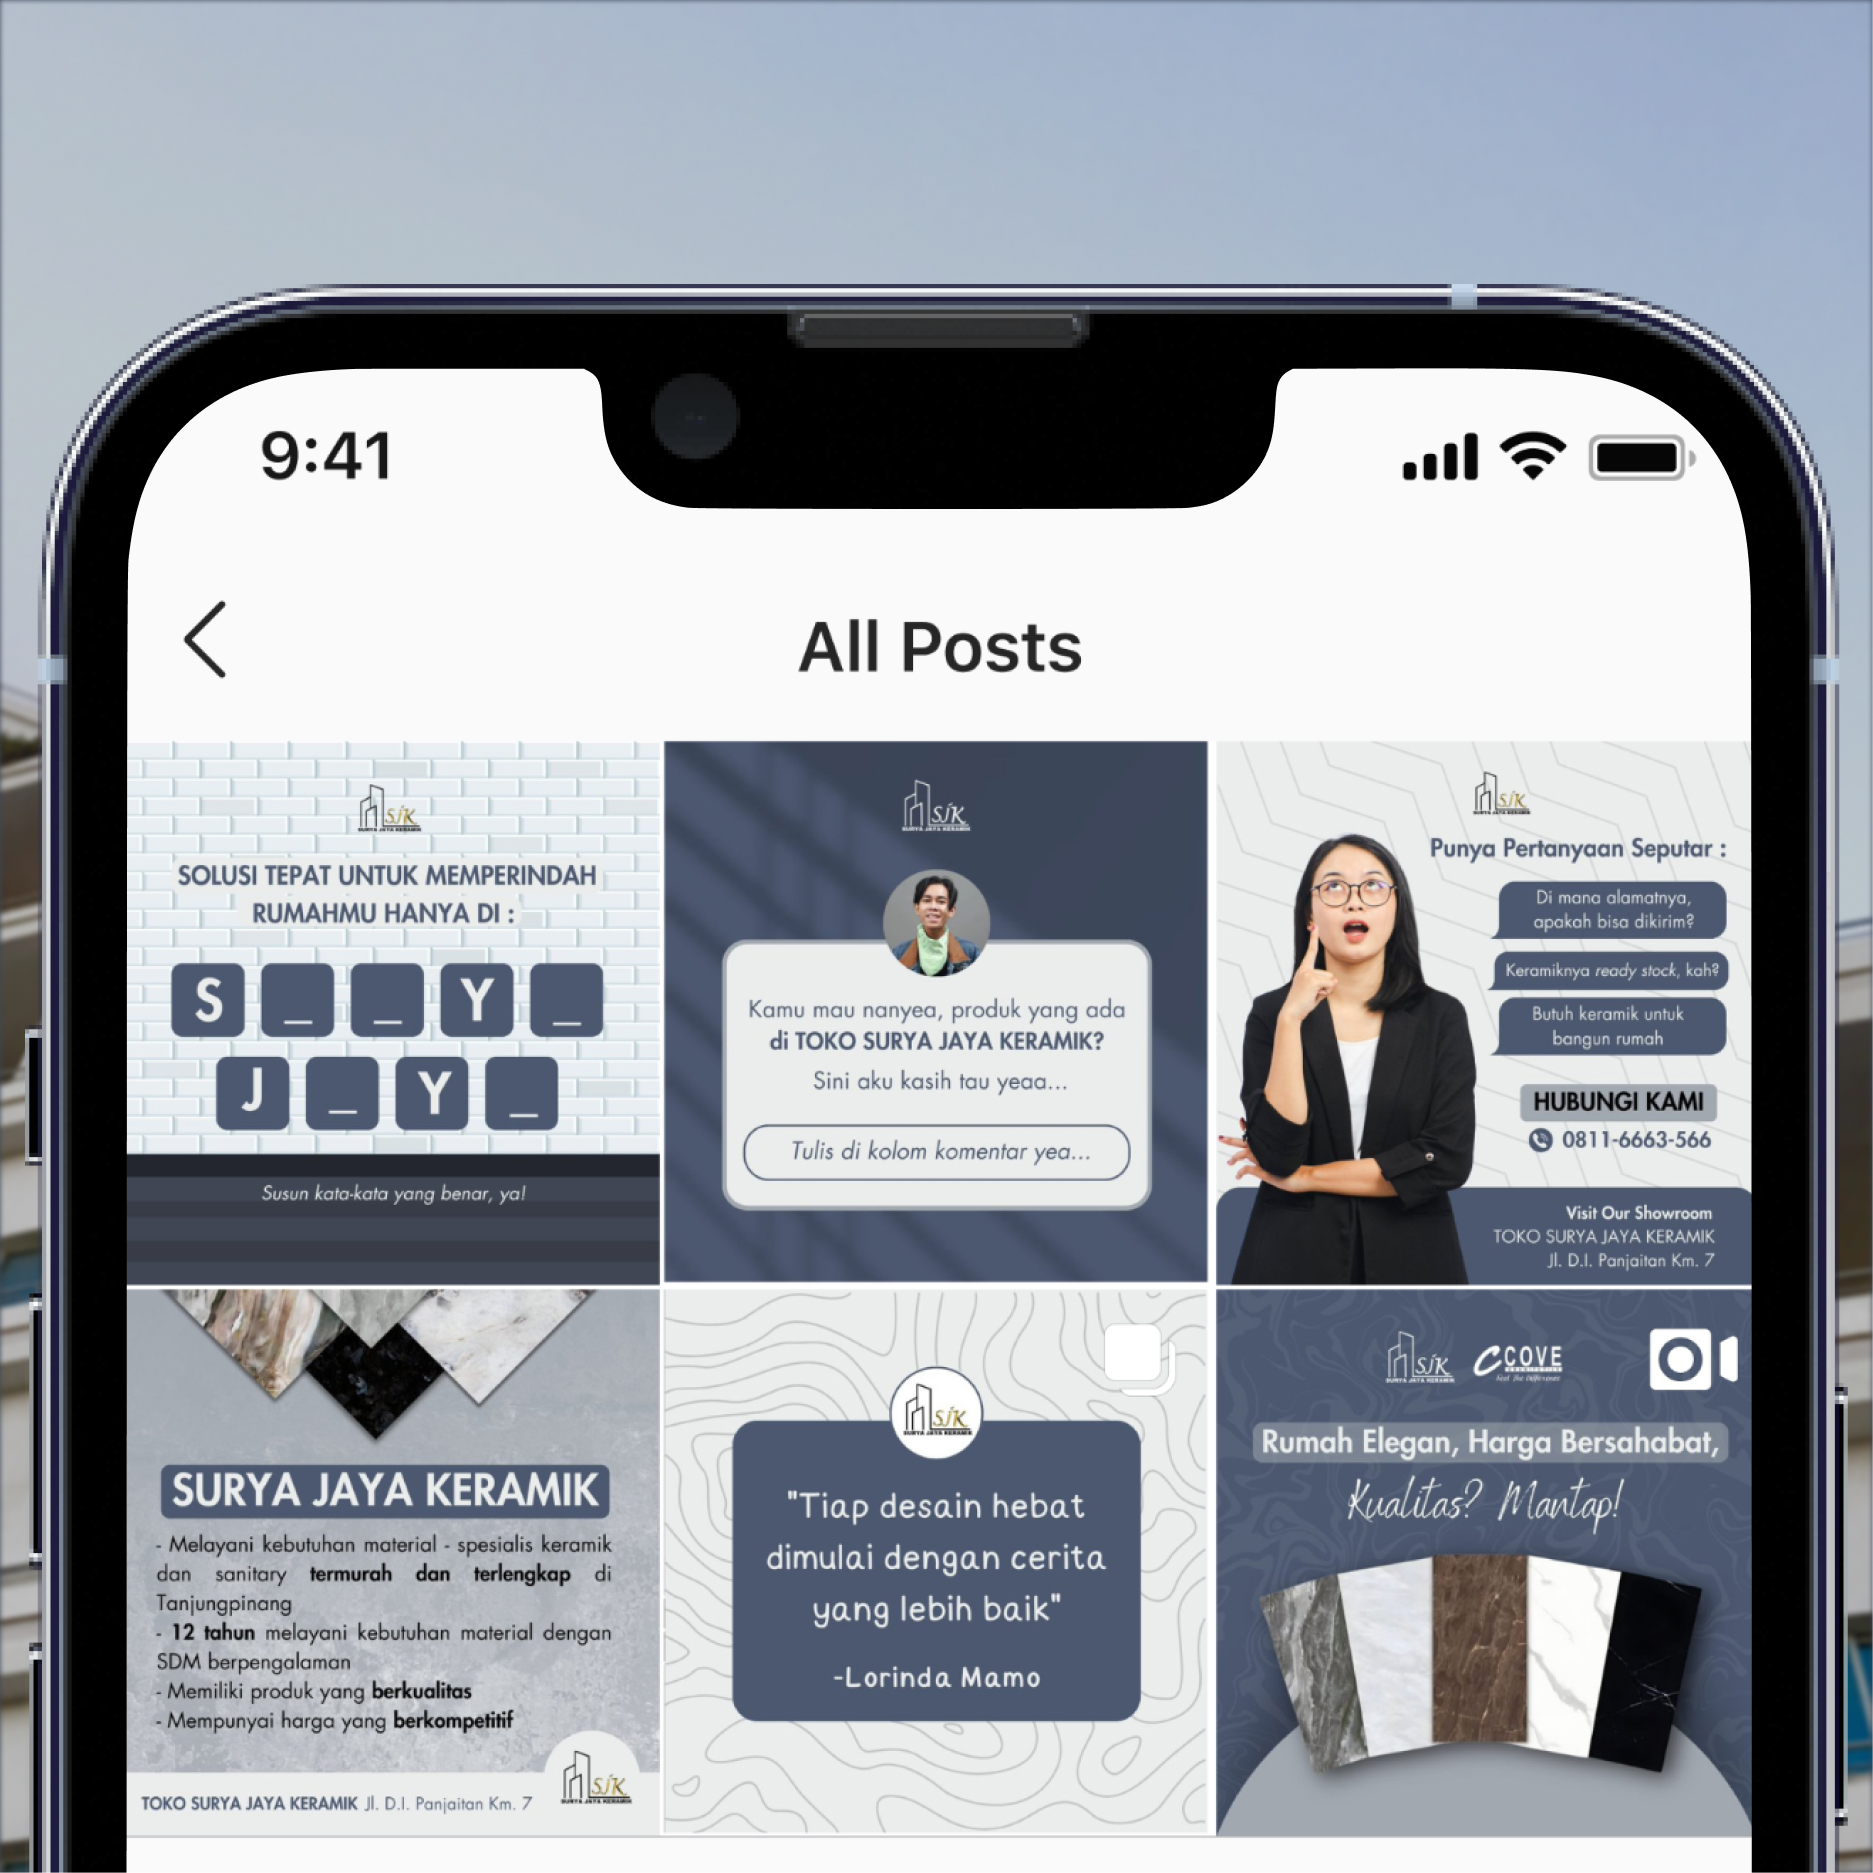 9:41
All Posts
SJK
SURYA JAYA KERAMIK
SOLUSI TEPAT UNTUK MEMPERINDAH
RUMAHMU HANYA DI :
S _ _ Y _
J _ Y _
Susun kata-kata yang benar, ya!
SJK
SURYA JAYA KERAMIK
Kamu mau nanyea, produk yang ada
di TOKO SURYA JAYA KERAMIK?
Sini aku kasih tau yeaa...
Tulis di kolom komentar yea...
SJK
SURYA JAYA KERAMIK
Punya Pertanyaan Seputar :
Di mana alamatnya,
apakah bisa dikirim?
Keramiknya ready stock, kah?
Butuh keramik untuk
bangun rumah
HUBUNGI KAMI
0811-6663-566
Visit Our Showroom
TOKO SURYA JAYA KERAMIK
Jl. D.I. Panjaitan Km. 7
SURYA JAYA KERAMIK
- Melayani kebutuhan material - spesialis keramik
dan sanitary termurah dan terlengkap di
Tanjungpinang
- 12 tahun melayani kebutuhan material dengan
SDM berpengalaman
- Memiliki produk yang berkualitas
- Mempunyai harga yang berkompetitif
TOKO SURYA JAYA KERAMIK Jl. D.I. Panjaitan Km. 7
SJK
SURYA JAYA KERAMIK
SJK
SURYA JAYA KERAMIK
"Tiap desain hebat
dimulai dengan cerita
yang lebih baik"
-Lorinda Mamo
SJK
SURYA JAYA KERAMIK
COVE
Feel The Difference
Rumah Elegan, Harga Bersahabat,
Kualitas? Mantap!